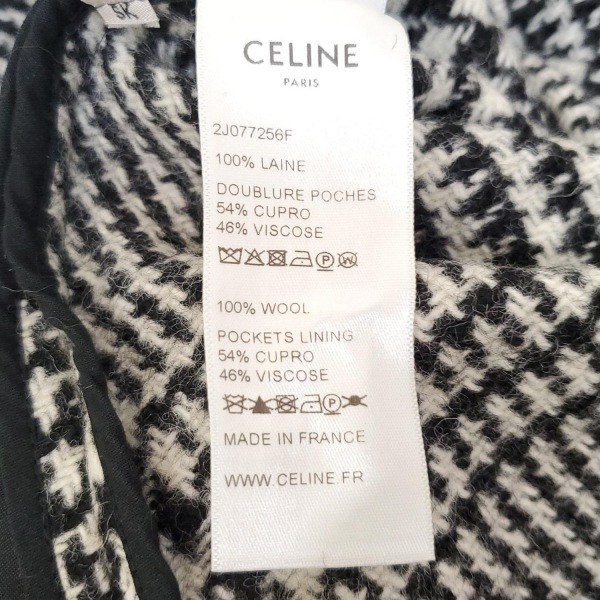 SK
CELINE
PARIS
2J077256F
100% LAINE
DOUBLURE POCHES
54% CUPRO
46% VISCOSE
100% WOOL
POCKETS LINING
54% CUPRO
46% VISCOSE
MADE IN FRANCE
WWW.CELINE.FR